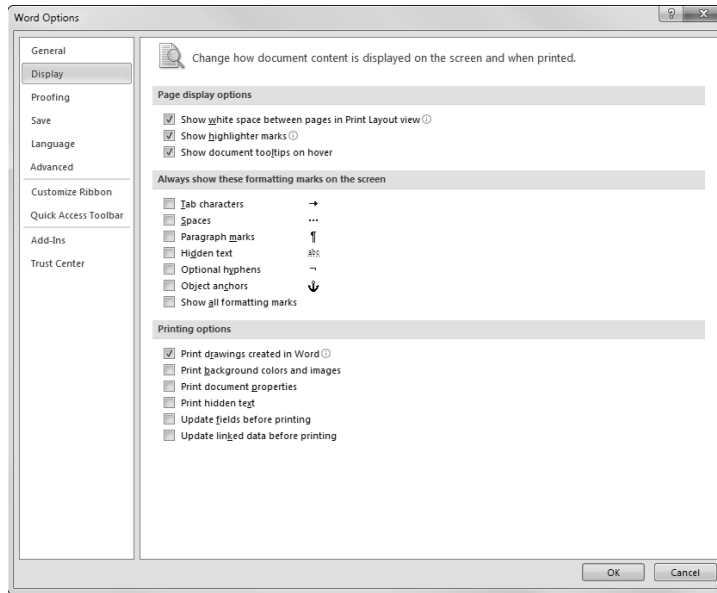 Word Options
General
Display
Proofing
Save
Language
Advanced
Customize Ribbon
Quick Access Toolbar
Add-Ins
Trust Center
Change how document content is displayed on the screen and when printed.
Page display options
Show white space between pages in Print Layout view
Show highlighter marks
Show document tooltips on hover
Always show these formatting marks on the screen
Tab characters
Spaces
Paragraph marks ¶
Hidden text abc
Optional hyphens ¬
Object anchors
Show all formatting marks
Printing options
Print drawings created in Word
Print background colors and images
Print document properties
Print hidden text
Update fields before printing
Update linked data before printing
OK Cancel